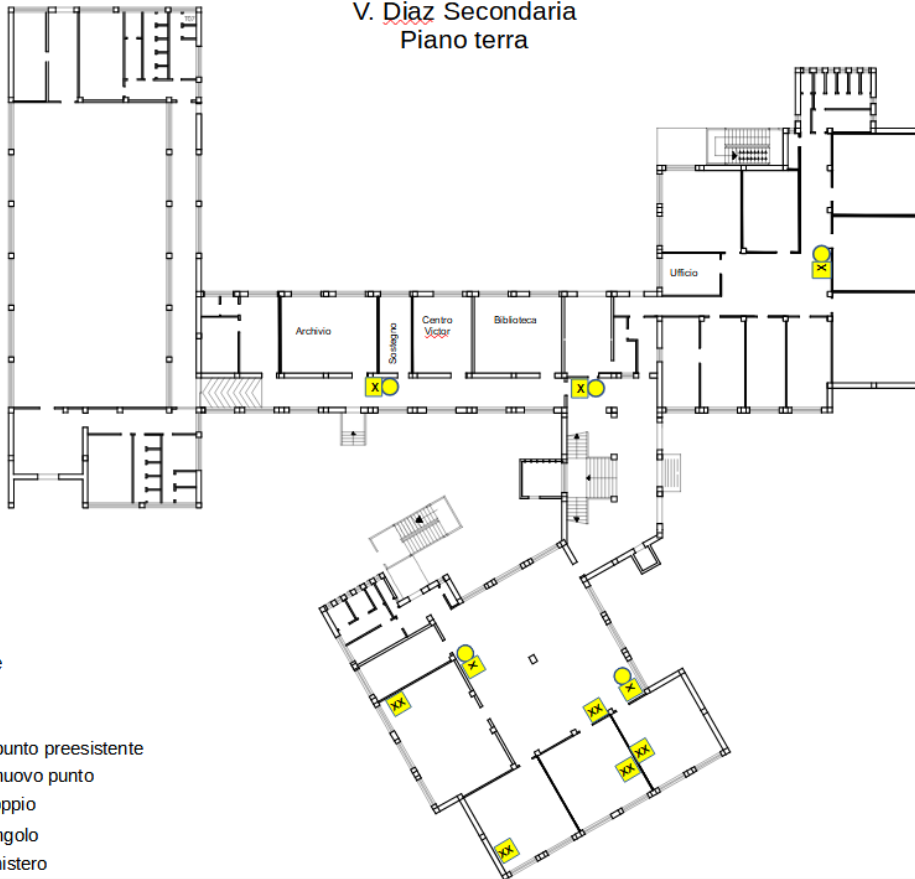 V. Diaz Secondaria
Piano terra
Ufficio
Archivio
Sostegno
Centro
Victor
Biblioteca
X
X
X
X
X
XX
XX
XX
XX
XX
e
punto preesistente
nuovo punto
oppio
ngolo
nistero